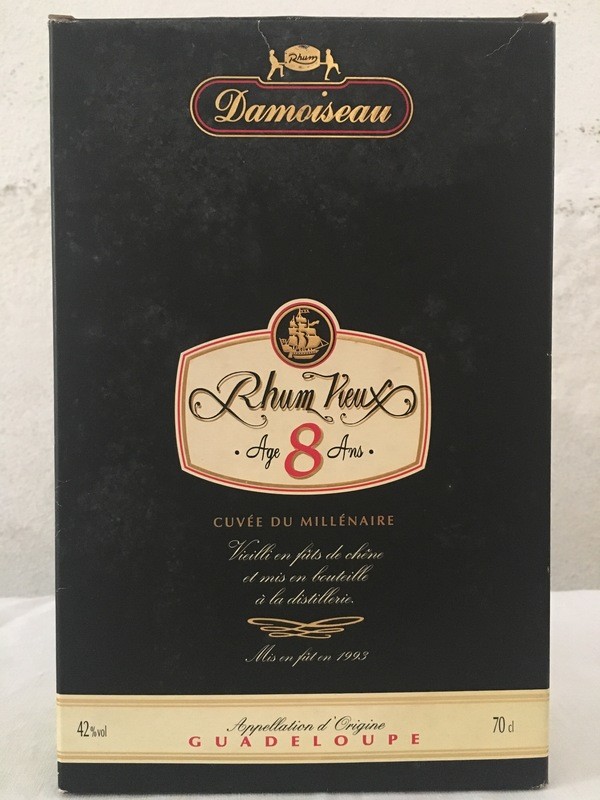 Rhum
Damoiseau
Rhum Vieux
• Age 8 Ans •
CUVÉE DU MILLÉNAIRE
Vieilli en fûts de chêne
et mis en bouteille
à la distillerie.
Mis en fût en 1993
42%vol Appellation d'Origine 70 cl
GUADELOUPE